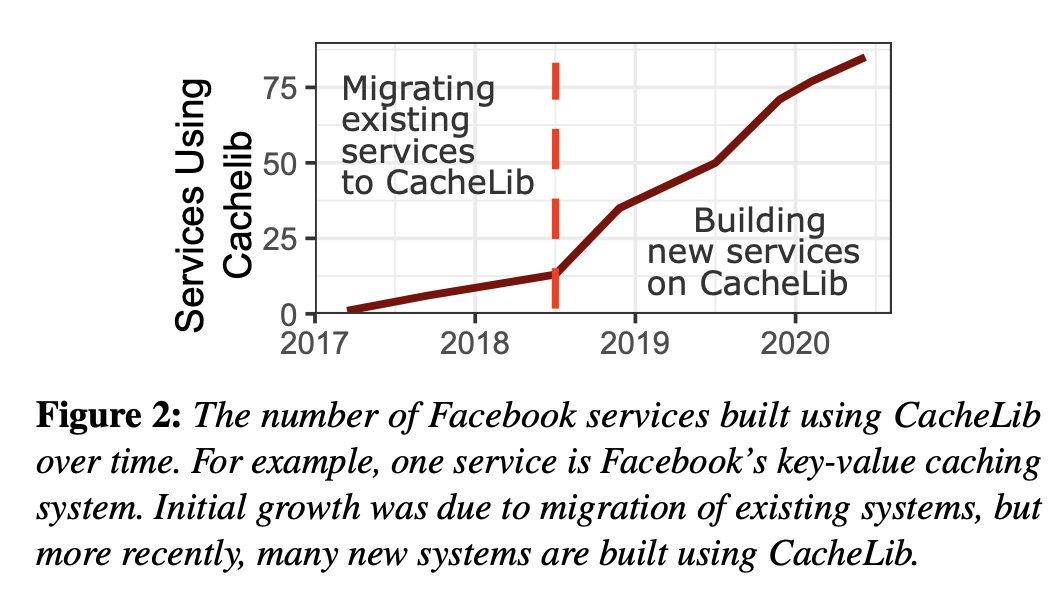 Services Using
Cachelib
75
50
25
0
Migrating
existing
services
to CacheLib
Building
new services
on CacheLib
2017 2018 2019 2020
Figure 2: The number of Facebook services built using CacheLib
over time. For example, one service is Facebook's key-value caching
system. Initial growth was due to migration of existing systems, but
more recently, many new systems are built using CacheLib.